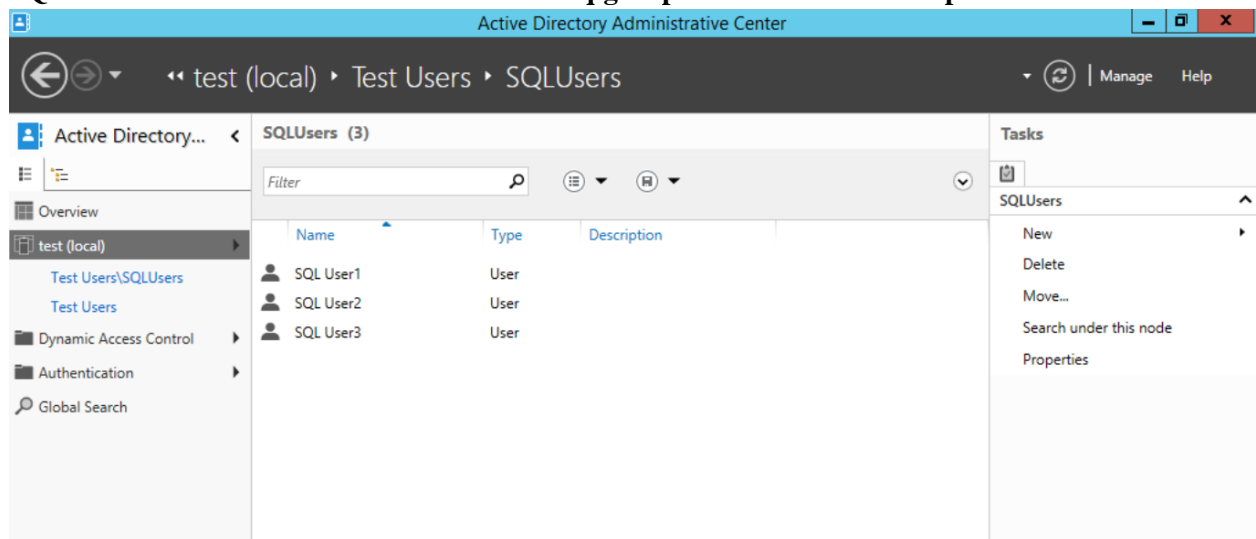 Active Directory Administrative Center
test (local) Test Users SQLUsers
Manage Help
Active Directory...
Overview
test (local)
Test Users\SQLUsers
Test Users
Dynamic Access Control
Authentication
Global Search
SQLUsers (3)
Filter
Name Type Description
SQL User1 User
SQL User2 User
SQL User3 User
Tasks
SQLUsers
New
Delete
Move...
Search under this node
Properties